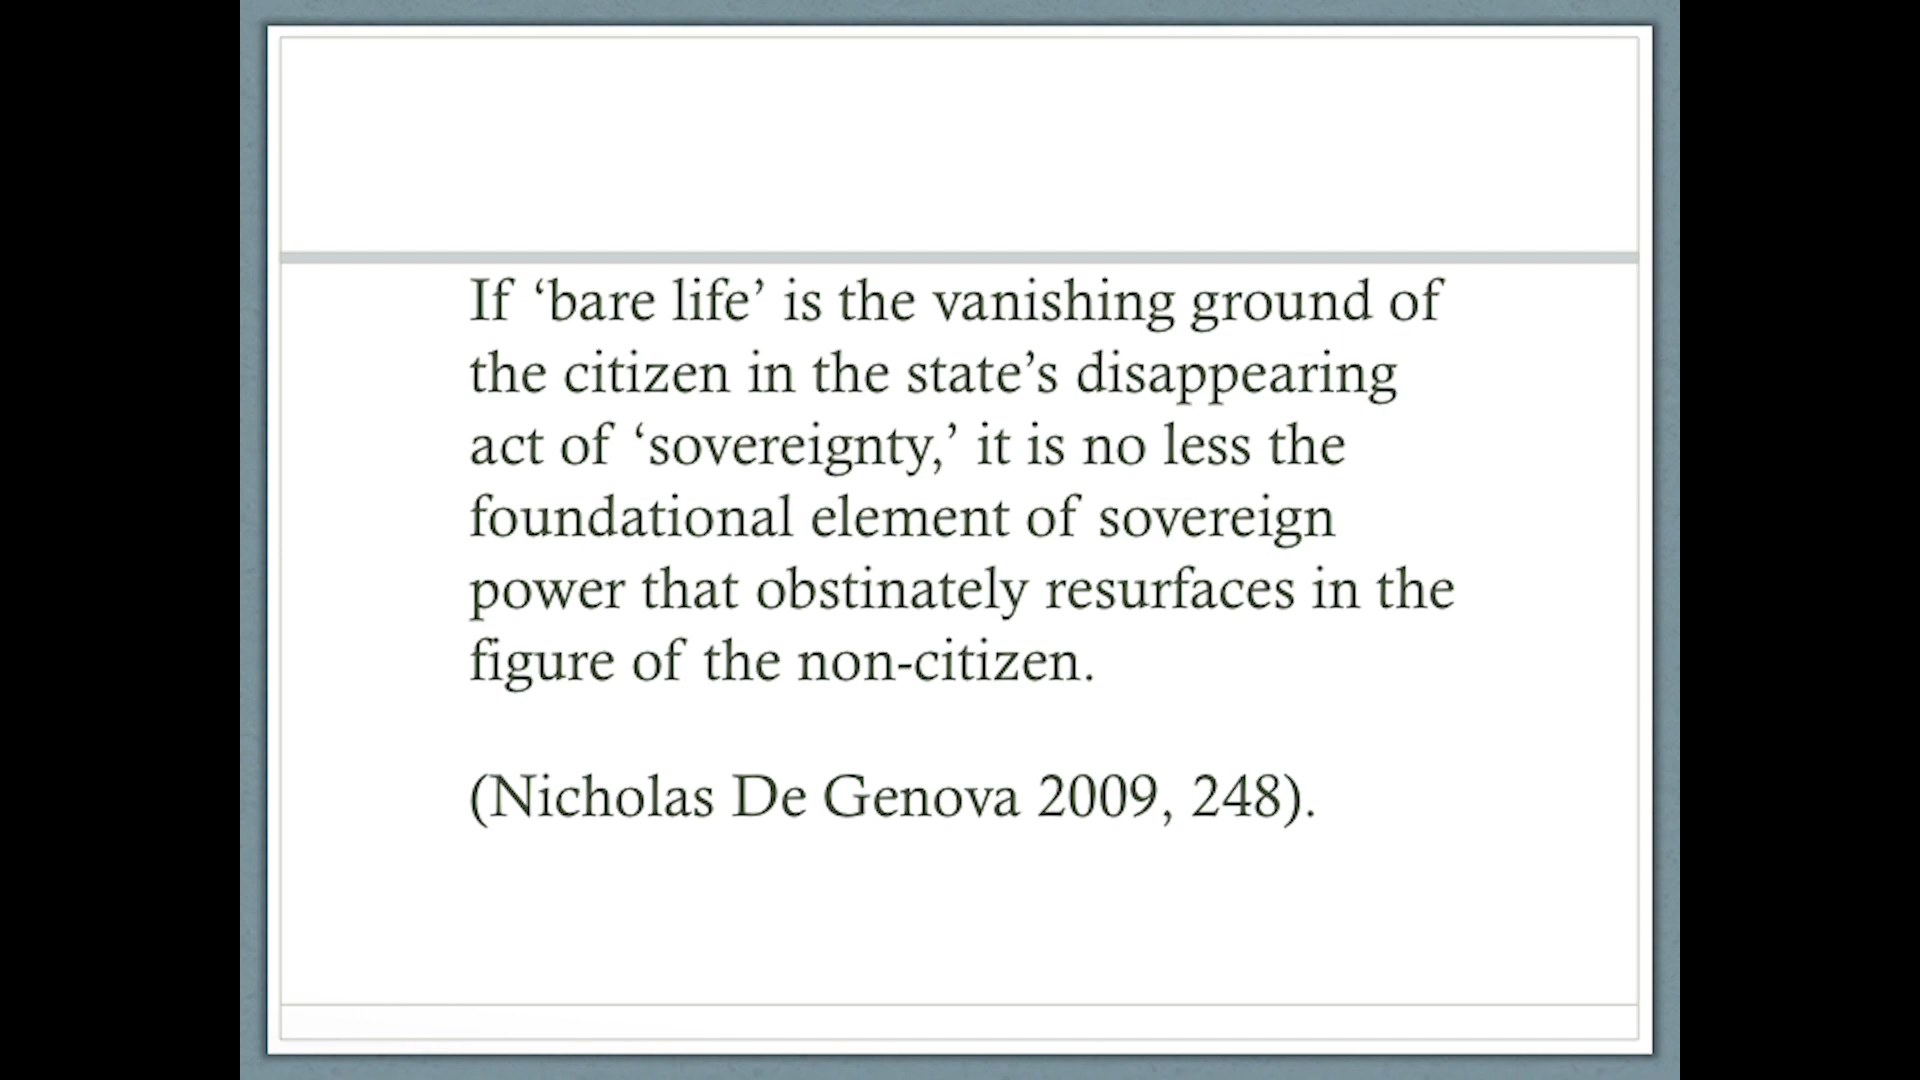 If ‘bare life’ is the vanishing ground of
the citizen in the state’s disappearing
act of ‘sovereignty,’ it is no less the
foundational element of sovereign
power that obstinately resurfaces in the
figure of the non-citizen.
(Nicholas De Genova 2009, 248).